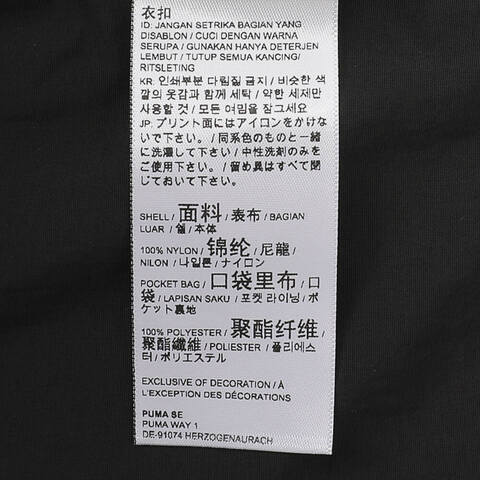 衣扣
ID: JANGAN SETRIKA BAGIAN YANG
DISABLON / CUCI DENGAN WARNA
SERUPA / GUNAKAN HANYA DETERJEN
LEMBUT / TUTUP SEMUA KANCING/
RITSLETING
KR: 인쇄부분 다림질 금지 / 비슷한 색
깔의 옷감과 함께 세탁 / 약한 세제만
사용할 것 / 모든 여밈을 잠그세요
JP: プリント面にはアイロンをかけな
いで下さい。/ 同系色のものと一緒
に洗濯して下さい / 中性洗剤のみを
ご使用下さい。/ 留め具はすべて閉
じておいて下さい。
SHELL / 面料 / 表布 / BAGIAN
LUAR / 쉘 / 本体
100% NYLON / 锦纶 / 尼龍 /
NILON / 나일론 / ナイロン
POCKET BAG / 口袋里布 / 口
袋 / LAPISAN SAKU / 포켓 라이닝 / ポ
ケット裏地
100% POLYESTER / 聚酯纤维 /
聚酯纖維 / POLIESTER / 폴리에스
터 / ポリエステル
EXCLUSIVE OF DECORATION / À
L'EXCEPTION DES DÉCORATIONS
PUMA SE
PUMA WAY 1
DE-91074 HERZOGENAURACH